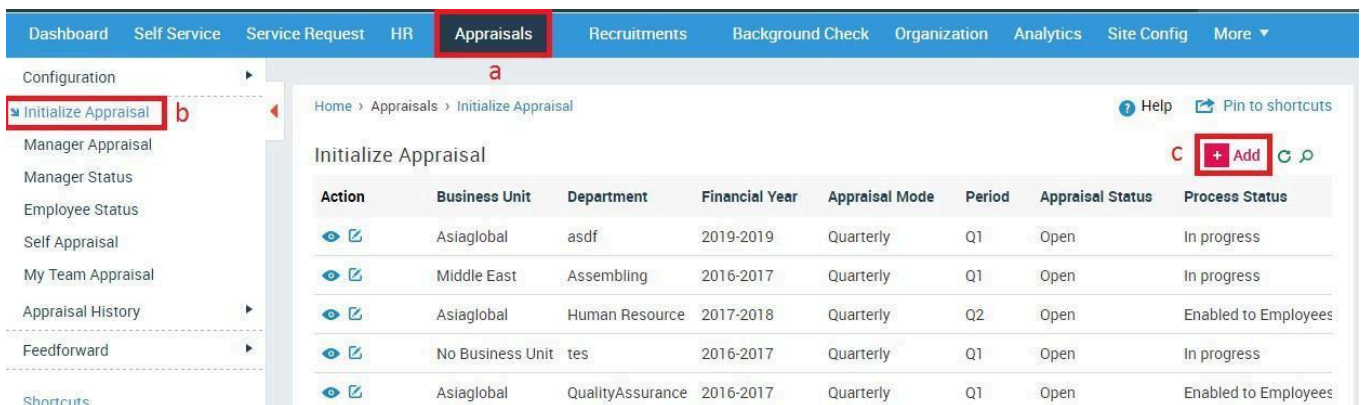 Dashboard Self Service Service Request HR Appraisals Recruitments Background Check Organization Analytics Site Config More ▼
a
Configuration
Initialize Appraisal b
Manager Appraisal
Manager Status
Employee Status
Self Appraisal
My Team Appraisal
Appraisal History
Feedforward
Shortcuts
Home › Appraisals › Initialize Appraisal
? Help Pin to shortcuts
Initialize Appraisal
c + Add
Action Business Unit Department Financial Year Appraisal Mode Period Appraisal Status Process Status
Asiaglobal asdf 2019-2019 Quarterly Q1 Open In progress
Middle East Assembling 2016-2017 Quarterly Q1 Open In progress
Asiaglobal Human Resource 2017-2018 Quarterly Q2 Open Enabled to Employees
No Business Unit tes 2016-2017 Quarterly Q1 Open In progress
Asiaglobal QualityAssurance 2016-2017 Quarterly Q1 Open Enabled to Employees